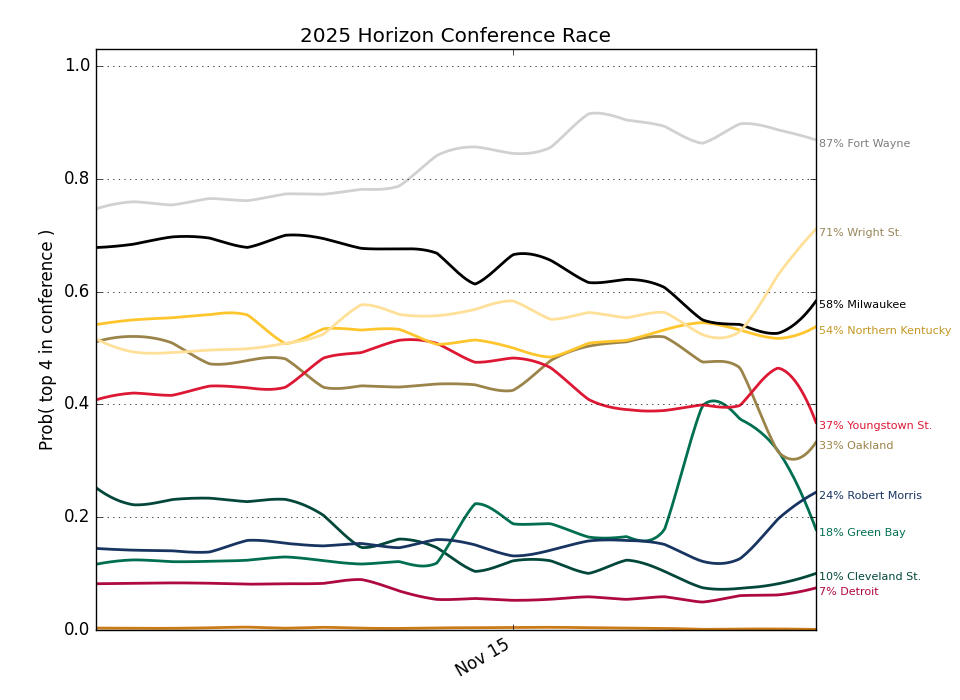 2025 Horizon Conference Race
Prob( top 4 in conference )
1.0
0.8
0.6
0.4
0.2
0.0
Nov 15
87% Fort Wayne
71% Wright St.
58% Milwaukee
54% Northern Kentucky
37% Youngstown St.
33% Oakland
24% Robert Morris
18% Green Bay
10% Cleveland St.
7% Detroit